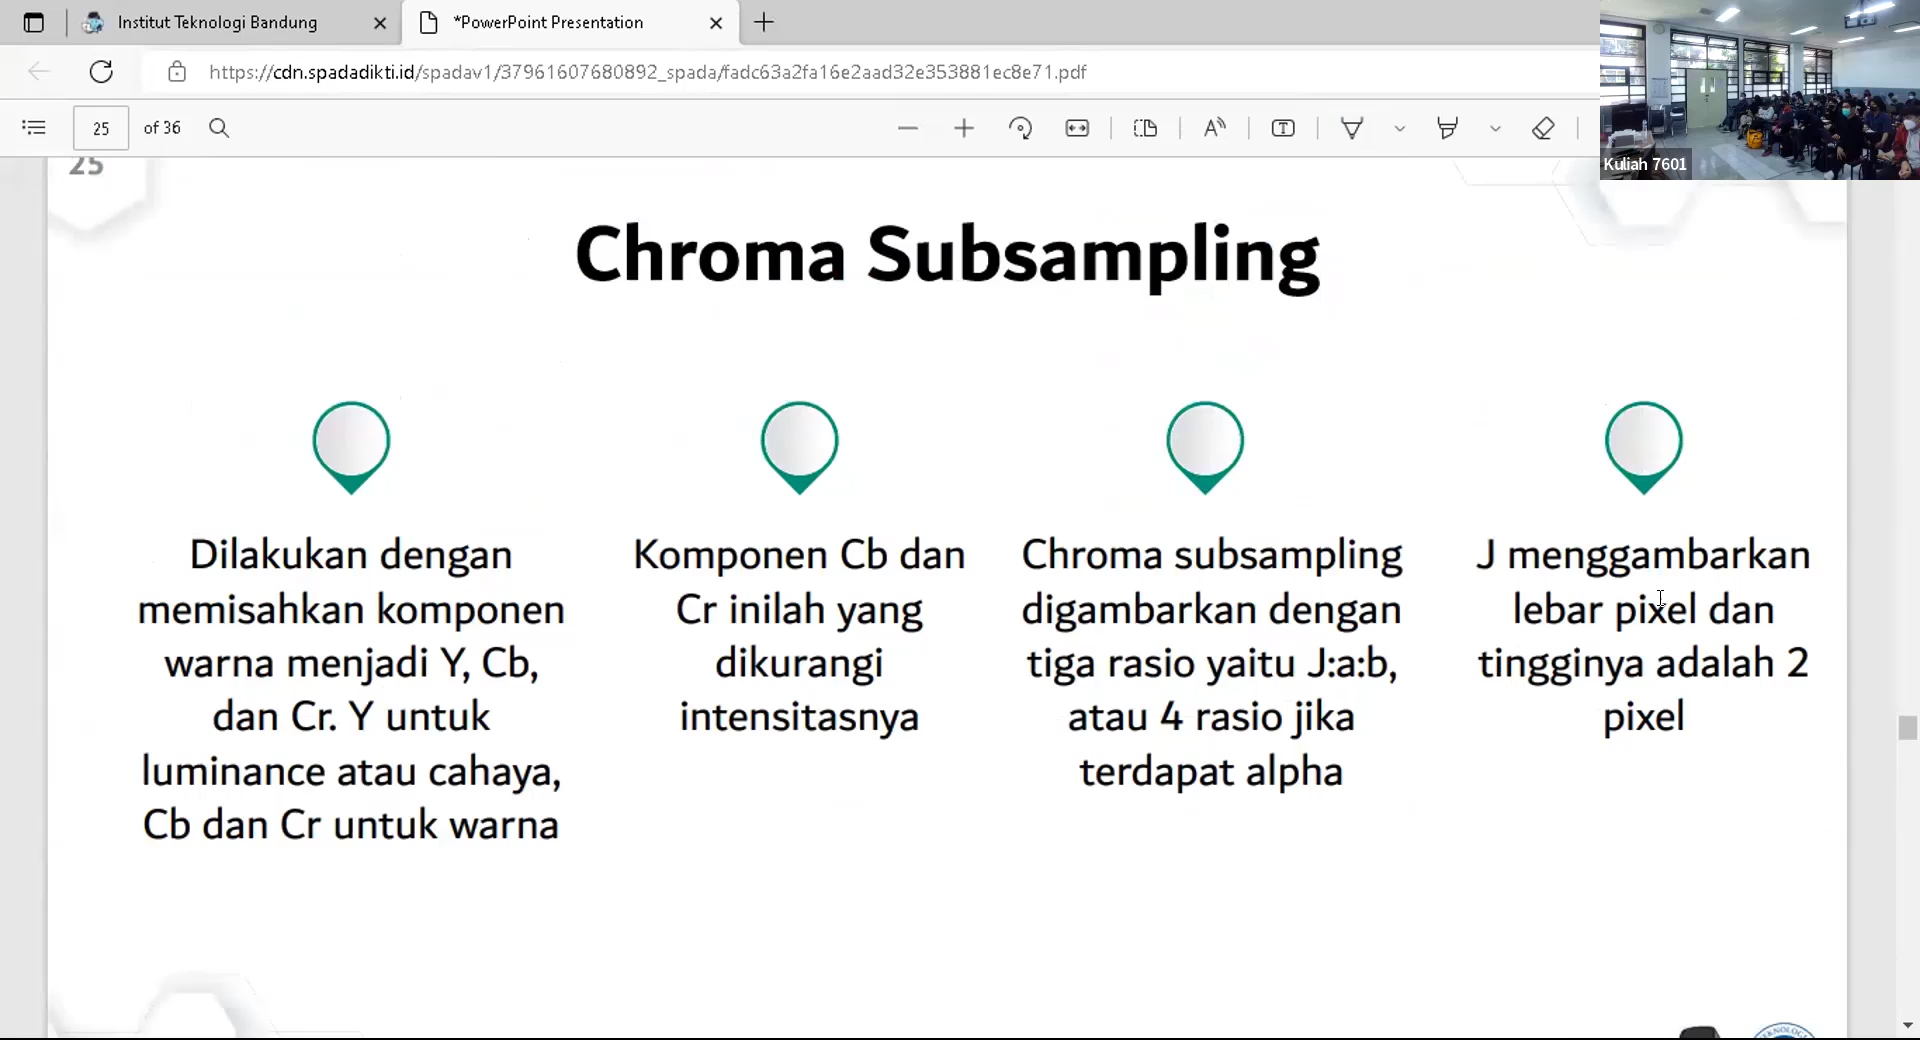 Institut Teknologi Bandung
*PowerPoint Presentation
https://cdn.spadadikti.id/spadav1/37961607680892_spada/fadc63a2fa16e2aad32e353881ec8e71.pdf
25
of 36
Kuliah 7601
25
Chroma Subsampling
Dilakukan dengan
memisahkan komponen
warna menjadi Y, Cb,
dan Cr. Y untuk
luminance atau cahaya,
Cb dan Cr untuk warna
Komponen Cb dan
Cr inilah yang
dikurangi
intensitasnya
Chroma subsampling
digambarkan dengan
tiga rasio yaitu J:a:b,
atau 4 rasio jika
terdapat alpha
J menggambarkan
lebar pixel dan
tingginya adalah 2
pixel